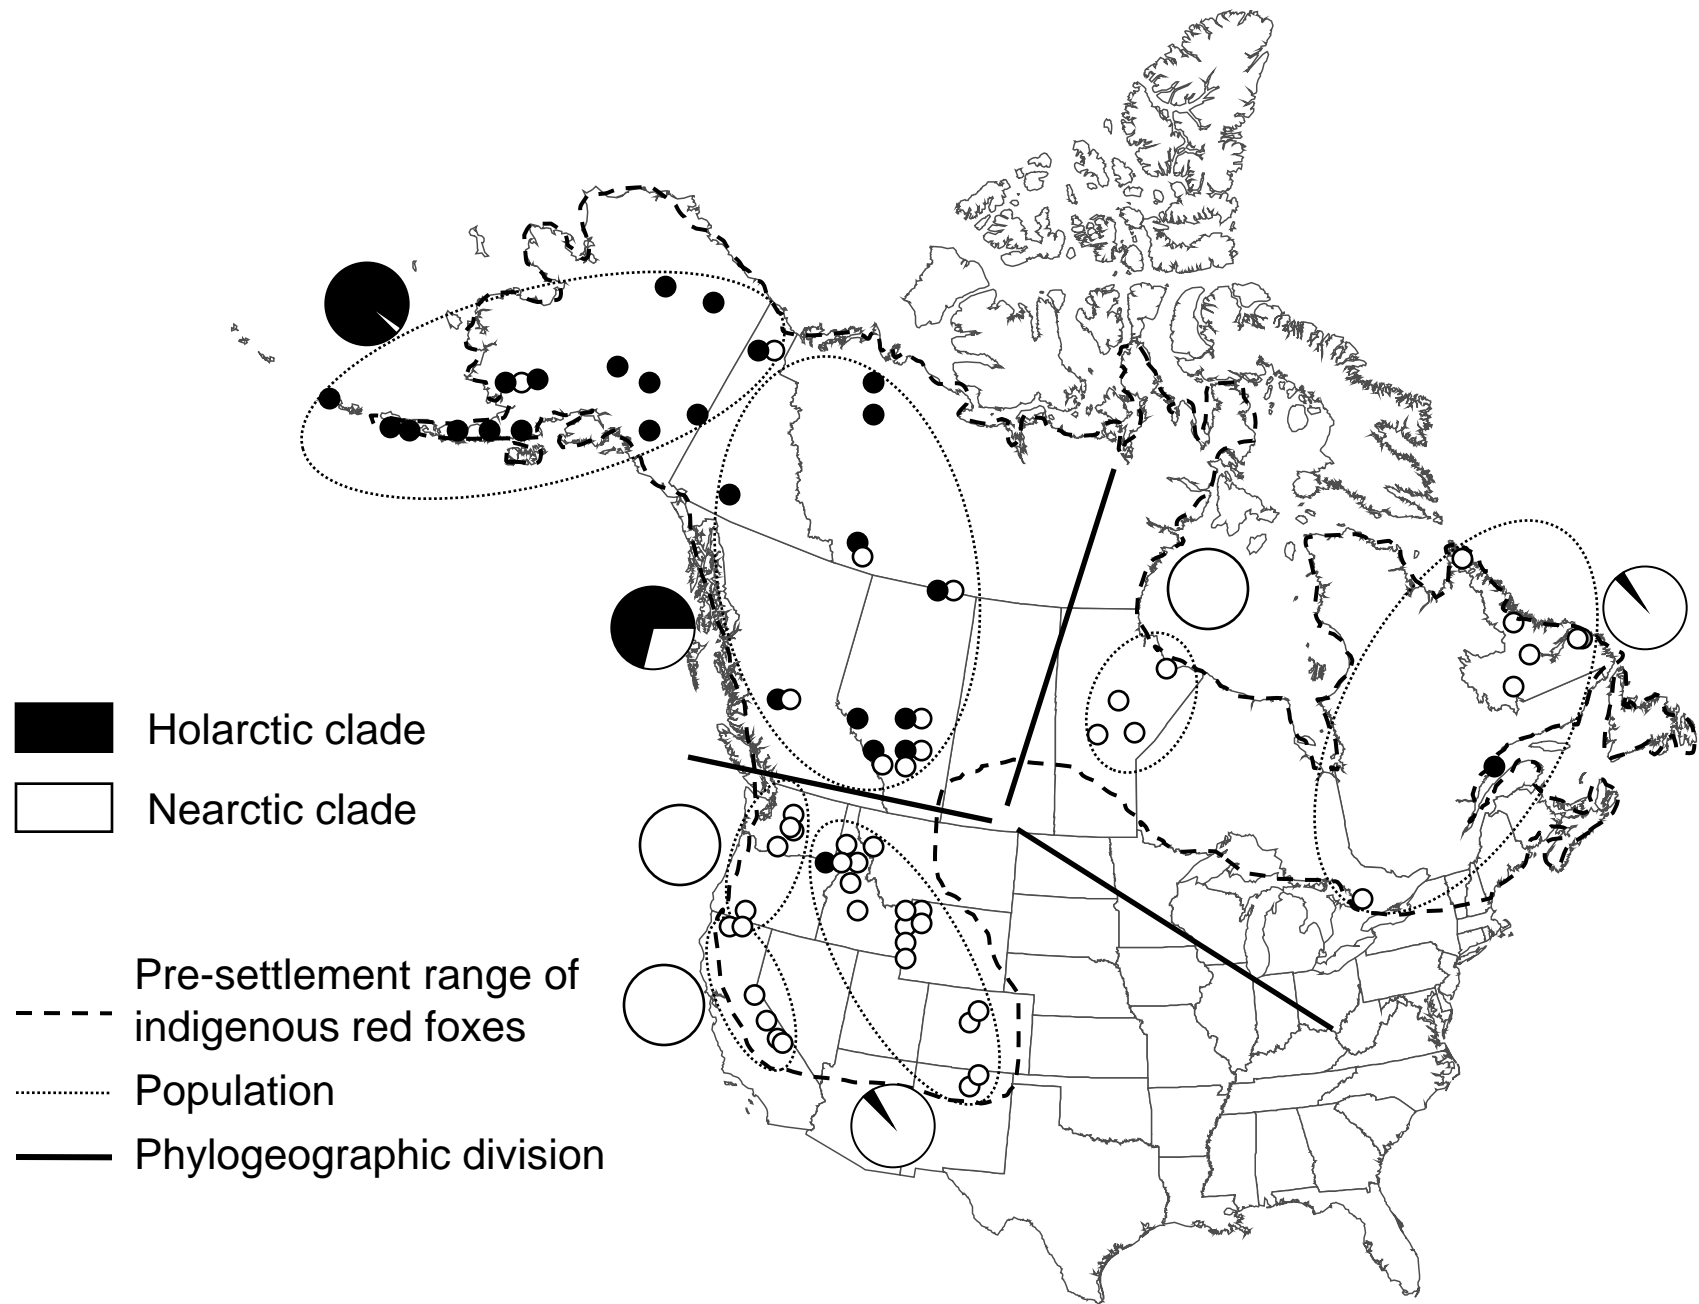 Holarctic clade
Nearctic clade
Pre-settlement range of
indigenous red foxes
Population
Phylogeographic division